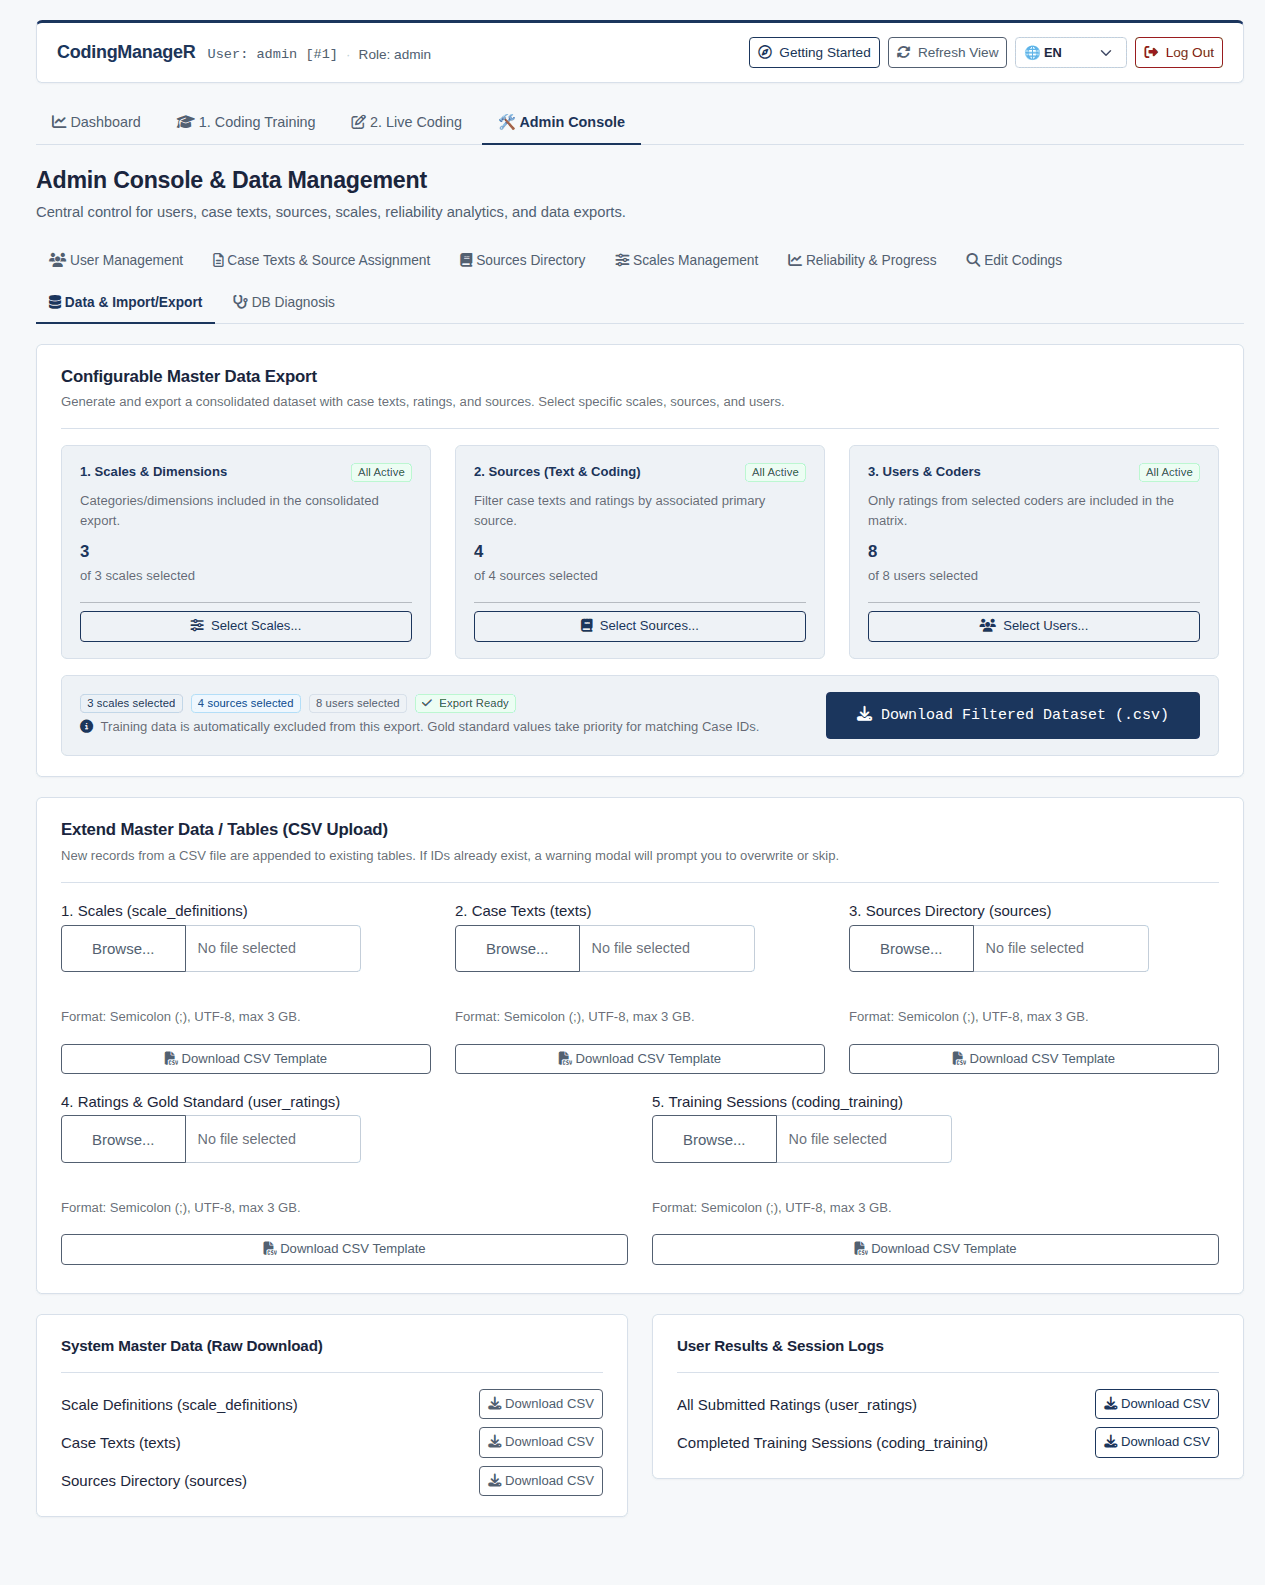 CodingManageR User: admin [#1] · Role: admin Getting Started Refresh View 🌐 EN Log Out
Dashboard 1. Coding Training 2. Live Coding 🛠️ Admin Console
Admin Console & Data Management
Central control for users, case texts, sources, scales, reliability analytics, and data exports.
User Management Case Texts & Source Assignment Sources Directory Scales Management Reliability & Progress Edit Codings
Data & Import/Export DB Diagnosis
Configurable Master Data Export
Generate and export a consolidated dataset with case texts, ratings, and sources. Select specific scales, sources, and users.
1. Scales & Dimensions All Active
Categories/dimensions included in the consolidated
export.
3
of 3 scales selected
Select Scales...
2. Sources (Text & Coding) All Active
Filter case texts and ratings by associated primary
source.
4
of 4 sources selected
Select Sources...
3. Users & Coders All Active
Only ratings from selected coders are included in the
matrix.
8
of 8 users selected
Select Users...
3 scales selected 4 sources selected 8 users selected Export Ready
Training data is automatically excluded from this export. Gold standard values take priority for matching Case IDs.
Download Filtered Dataset (.csv)
Extend Master Data / Tables (CSV Upload)
New records from a CSV file are appended to existing tables. If IDs already exist, a warning modal will prompt you to overwrite or skip.
1. Scales (scale_definitions)
Browse... No file selected
Format: Semicolon (;), UTF-8, max 3 GB.
Download CSV Template
2. Case Texts (texts)
Browse... No file selected
Format: Semicolon (;), UTF-8, max 3 GB.
Download CSV Template
3. Sources Directory (sources)
Browse... No file selected
Format: Semicolon (;), UTF-8, max 3 GB.
Download CSV Template
4. Ratings & Gold Standard (user_ratings)
Browse... No file selected
Format: Semicolon (;), UTF-8, max 3 GB.
Download CSV Template
5. Training Sessions (coding_training)
Browse... No file selected
Format: Semicolon (;), UTF-8, max 3 GB.
Download CSV Template
System Master Data (Raw Download)
Scale Definitions (scale_definitions) Download CSV
Case Texts (texts) Download CSV
Sources Directory (sources) Download CSV
User Results & Session Logs
All Submitted Ratings (user_ratings) Download CSV
Completed Training Sessions (coding_training) Download CSV